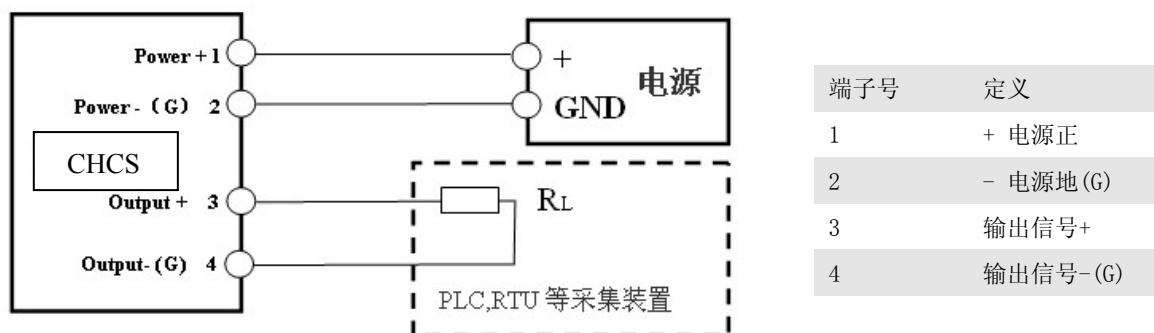 Power + 1
Power - (G) 2
CHCS
Output + 3
Output- (G) 4
+
电源
GND
RL
PLC,RTU 等采集装置
端子号 定义
1 + 电源正
2 - 电源地(G)
3 输出信号+
4 输出信号-(G)